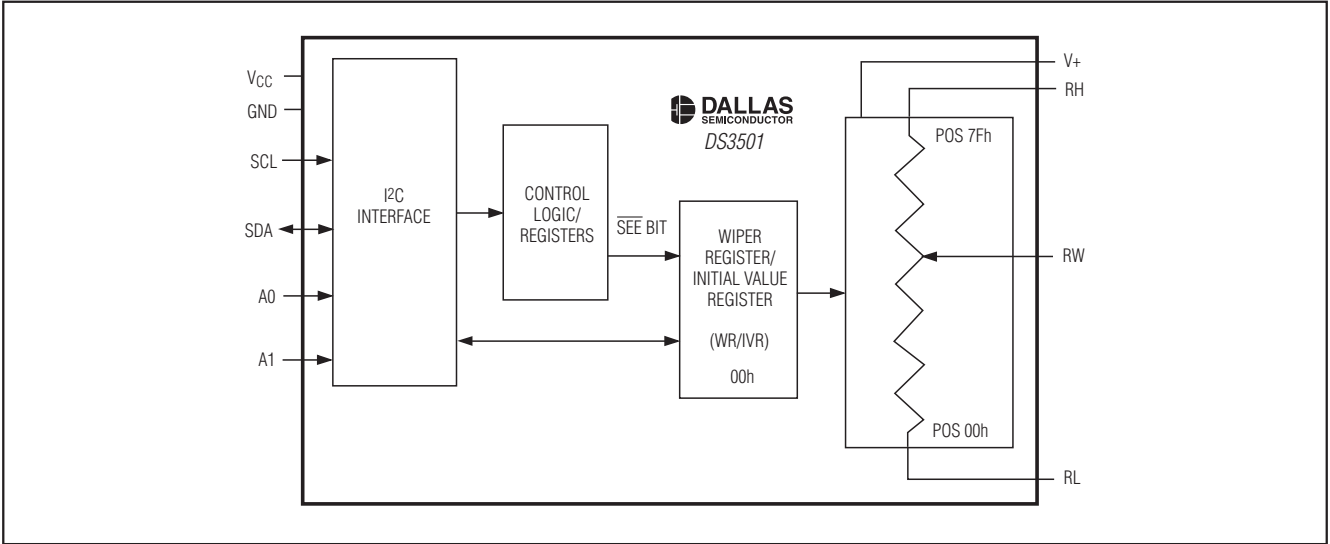 VCC
GND
SCL
SDA
A0
A1
I2C
INTERFACE
CONTROL
LOGIC/
REGISTERS
SEE BIT
DALLAS
SEMICONDUCTOR
DS3501
WIPER
REGISTER/
INITIAL VALUE
REGISTER
(WR/IVR)
00h
POS 7Fh
POS 00h
V+
RH
RW
RL